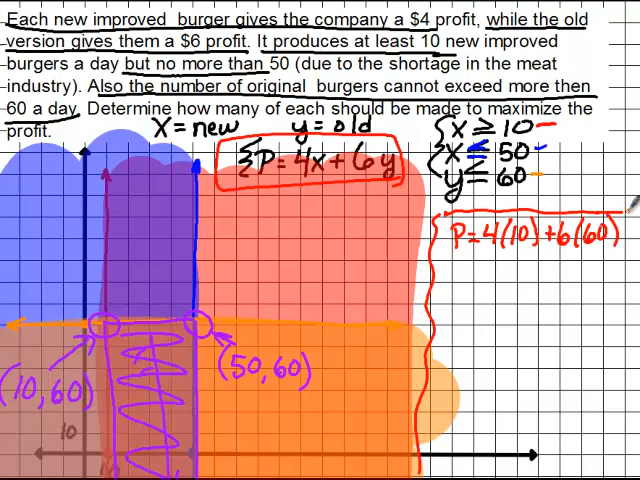 Each new improved burger gives the company a $4 profit, while the old
version gives them a $6 profit. It produces at least 10 new improved
burgers a day but no more than 50 (due to the shortage in the meat
industry). Also the number of original burgers cannot exceed more then
60 a day. Determine how many of each should be made to maximize the
profit.
X = new
y = old
P = 4x + 6y
x ≥ 10
x ≤ 50
y ≤ 60
P = 4(10) + 6(60)
(10,60)
(50,60)
10
10